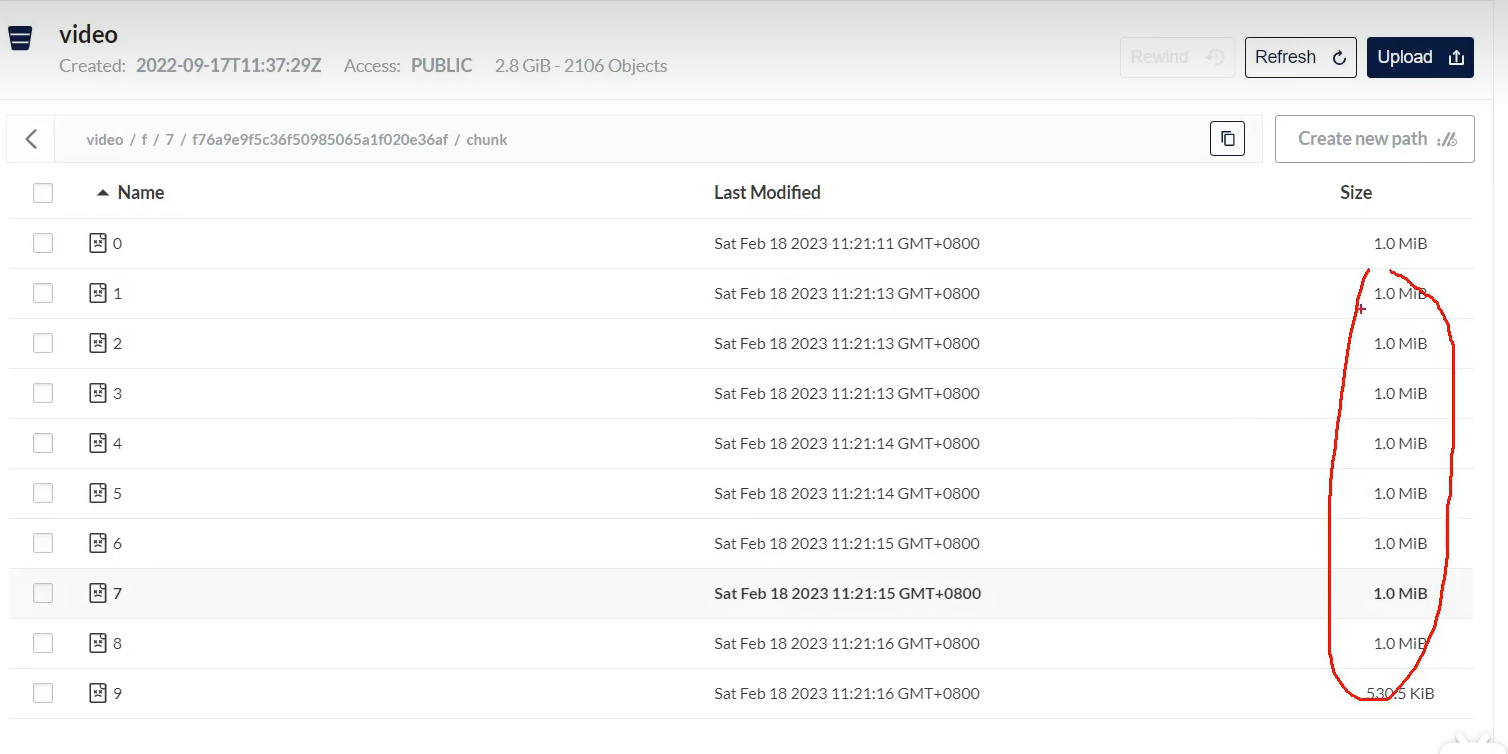 video
Created: 2022-09-17T11:37:29Z Access: PUBLIC 2.8 GiB - 2106 Objects
Rewind Refresh Upload
video / f / 7 / f76a9e9f5c36f50985065a1f020e36af / chunk
Create new path
Name Last Modified Size
0 Sat Feb 18 2023 11:21:11 GMT+0800 1.0 MiB
1 Sat Feb 18 2023 11:21:13 GMT+0800 1.0 MiB
2 Sat Feb 18 2023 11:21:13 GMT+0800 1.0 MiB
3 Sat Feb 18 2023 11:21:13 GMT+0800 1.0 MiB
4 Sat Feb 18 2023 11:21:14 GMT+0800 1.0 MiB
5 Sat Feb 18 2023 11:21:14 GMT+0800 1.0 MiB
6 Sat Feb 18 2023 11:21:15 GMT+0800 1.0 MiB
7 Sat Feb 18 2023 11:21:15 GMT+0800 1.0 MiB
8 Sat Feb 18 2023 11:21:16 GMT+0800 1.0 MiB
9 Sat Feb 18 2023 11:21:16 GMT+0800 530.5 KiB